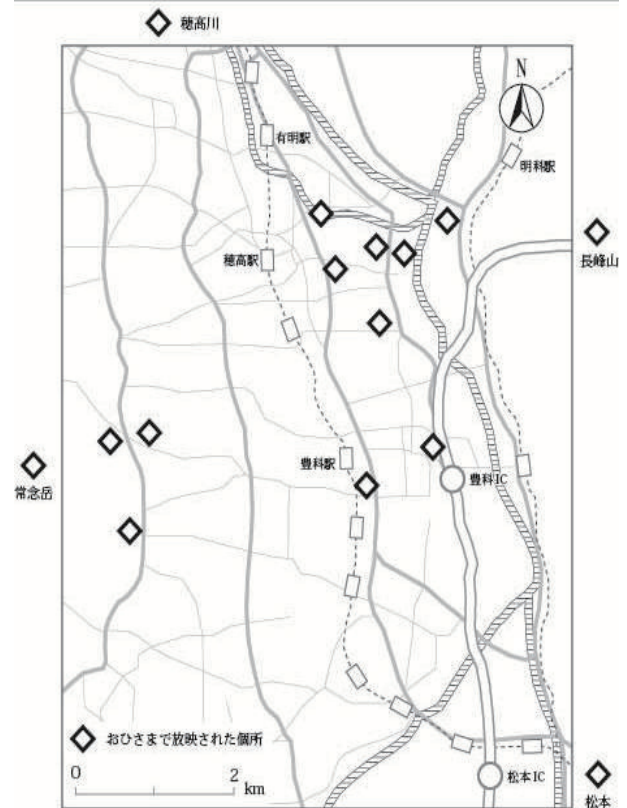 穂高川
N
有明駅
明科駅
穂高駅
長峰山
豊科駅
豊科IC
常念岳
おひさまで放映された個所
0 2
km
松本IC
松本